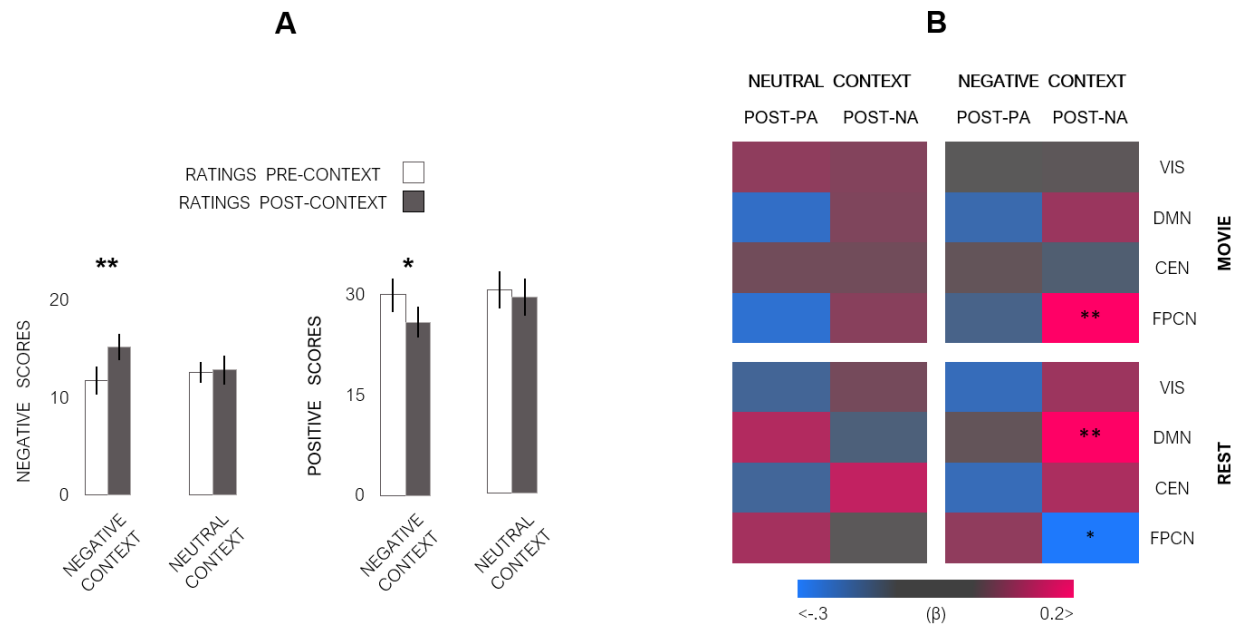 A
RATINGS PRE-CONTEXT
RATINGS POST-CONTEXT
**
*
NEGATIVE SCORES
20
10
0
NEGATIVE CONTEXT
NEUTRAL CONTEXT
POSITIVE SCORES
30
15
0
NEGATIVE CONTEXT
NEUTRAL CONTEXT
B
NEUTRAL CONTEXT
NEGATIVE CONTEXT
POST-PA
POST-NA
POST-PA
POST-NA
VIS
DMN
CEN
** FPCN
MOVIE
VIS
** DMN
CEN
* FPCN
REST
<-.3 (β) 0.2>